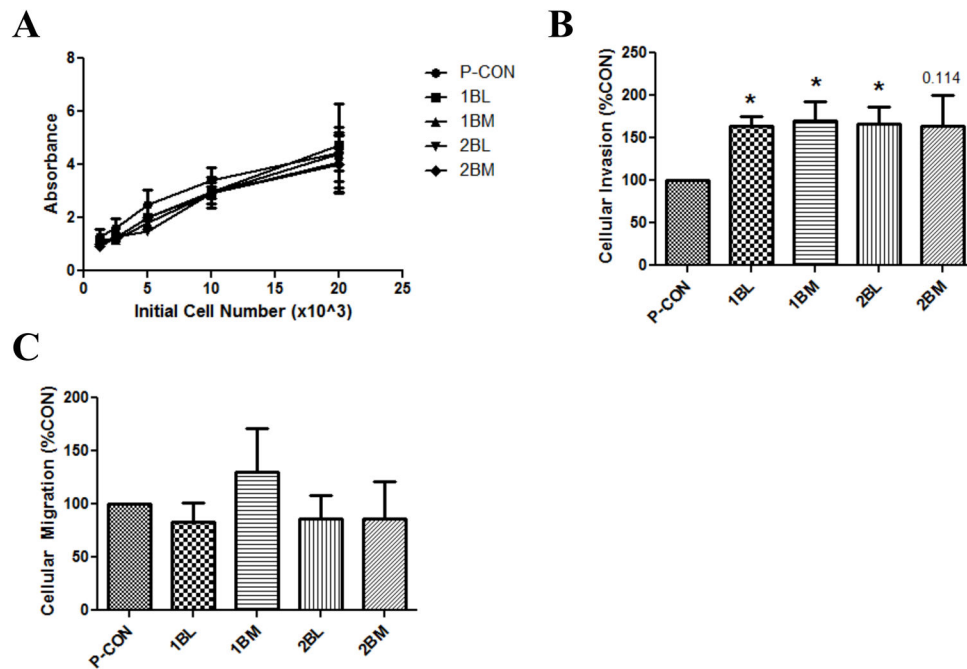 A
8
6
4
2
0
Absorbance
0 5 10 15 20 25
Initial Cell Number (x10^3)
P-CON
1BL
1BM
2BL
2BM
B
250
200
150
100
50
0
Cellular Invasion (%CON)
* * * 0.114
P-CON 1BL 1BM 2BL 2BM
C
200
150
100
50
0
Cellular Migration (%CON)
P-CON 1BL 1BM 2BL 2BM